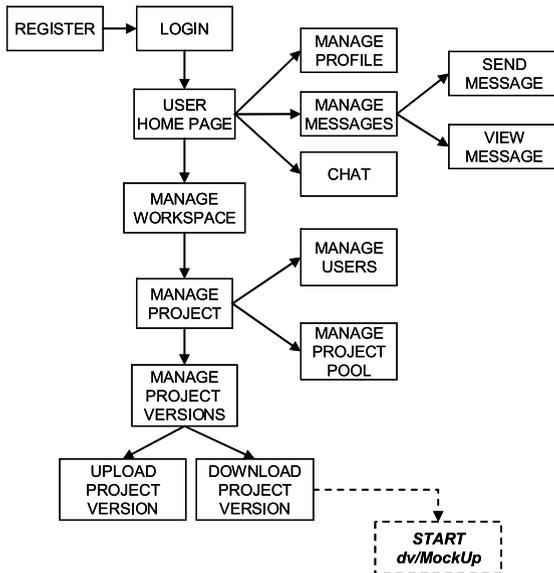 REGISTER
LOGIN
MANAGE
PROFILE
SEND
MESSAGE
USER
HOME PAGE
MANAGE
MESSAGES
VIEW
MESSAGE
CHAT
MANAGE
WORKSPACE
MANAGE
USERS
MANAGE
PROJECT
MANAGE
PROJECT
POOL
MANAGE
PROJECT
VERSIONS
UPLOAD
PROJECT
VERSION
DOWNLOAD
PROJECT
VERSION
START
dv/MockUp